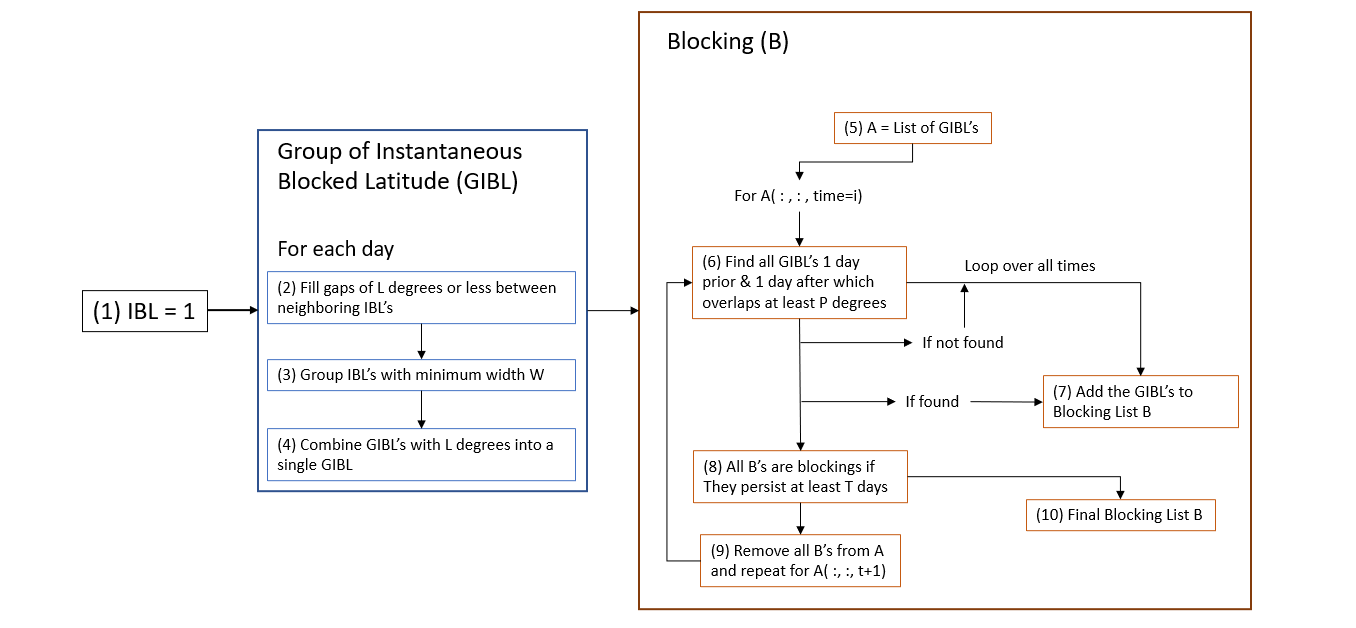 (1) IBL = 1
Group of Instantaneous
Blocked Latitude (GIBL)
For each day
(2) Fill gaps of L degrees or less between
neighboring IBL’s
(3) Group IBL’s with minimum width W
(4) Combine GIBL’s with L degrees into a
single GIBL
Blocking (B)
(5) A = List of GIBL’s
For A( : , : , time=i)
(6) Find all GIBL’s 1 day
prior & 1 day after which
overlaps at least P degrees
Loop over all times
If not found
If found
(7) Add the GIBL’s to
Blocking List B
(8) All B’s are blockings if
They persist at least T days
(10) Final Blocking List B
(9) Remove all B’s from A
and repeat for A( :, :, t+1)